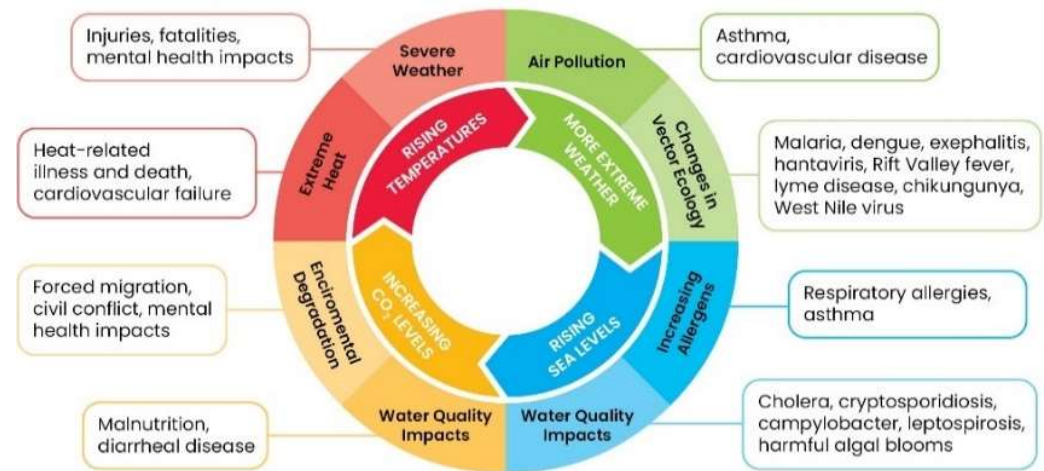 Injuries, fatalities,
mental health impacts
Severe
Weather
Air Pollution
Asthma,
cardiovascular disease
Heat-related
illness and death,
cardiovascular failure
Extreme
Heat
RISING
TEMPERATURES
MORE EXTREME
WEATHER
Changes in
Vector Ecology
Malaria, dengue, exephalitis,
hantaviris, Rift Valley fever,
lyme disease, chikungunya,
West Nile virus
Forced migration,
civil conflict, mental
health impacts
Enciromental
Degradation
INCREASING
CO₂ LEVELS
RISING
SEA LEVELS
Increasing
Allergens
Respiratory allergies,
asthma
Malnutrition,
diarrheal disease
Water Quality
Impacts
Water Quality
Impacts
Cholera, cryptosporidiosis,
campylobacter, leptospirosis,
harmful algal blooms